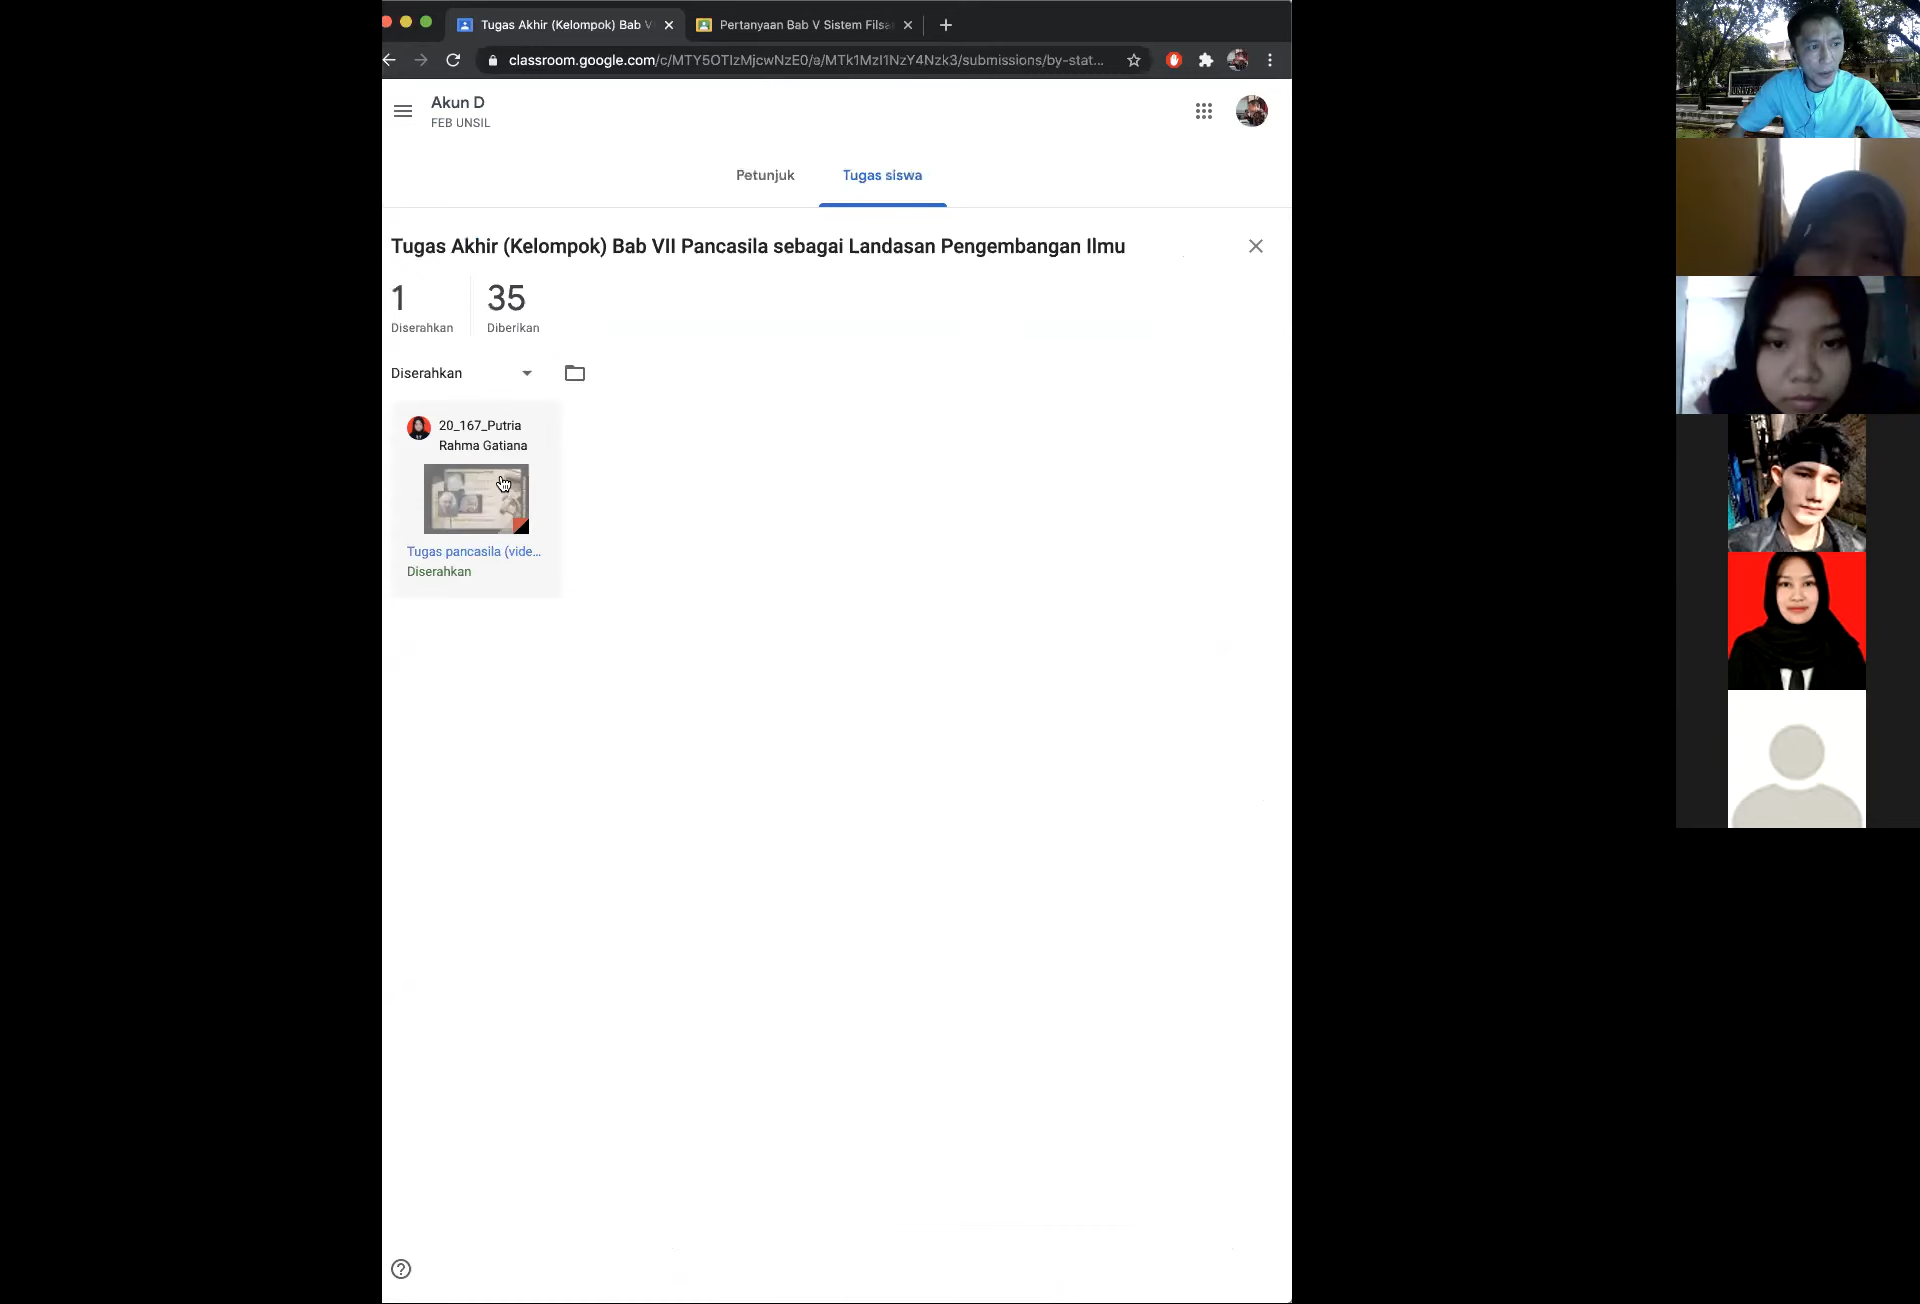 Tugas Akhir (Kelompok) Bab V
Pertanyaan Bab V Sistem Filsa
classroom.google.com/c/MTY5OTIzMjcwNzE0/a/MTk1MzI1NzY4Nzk3/submissions/by-stat...
Akun D
FEB UNSIL
Petunjuk
Tugas siswa
Tugas Akhir (Kelompok) Bab VII Pancasila sebagai Landasan Pengembangan Ilmu
1
35
Diserahkan
Diberikan
Diserahkan
20_167_Putria
Rahma Gatiana
Tugas pancasila (vide...
Diserahkan